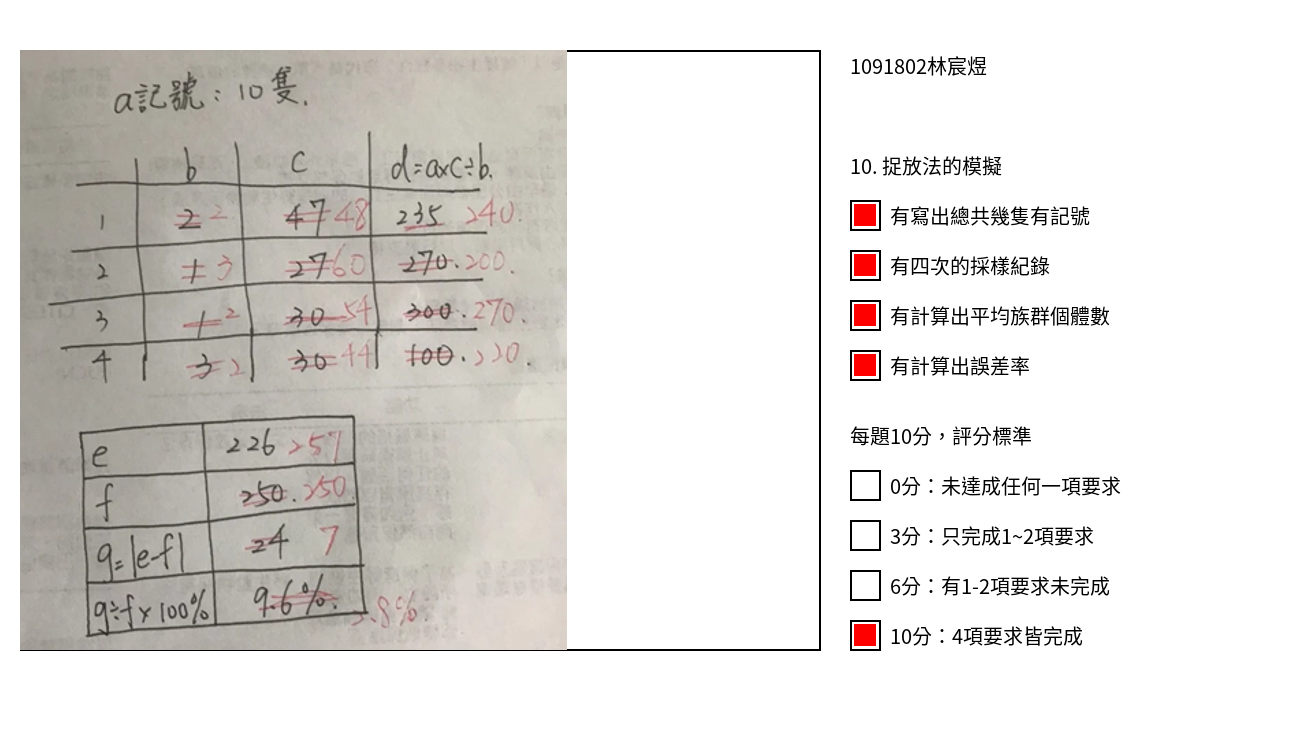 a記號：10隻.
b c d=a×c÷b.
1 2 2 47 48 235 240.
2 1 3 27 60 270. 200.
3 1 2 30 54 300. 270.
4 3 2 30 44 100. 220.
e 226 257
f 250. 250
g=|e-f| 24 7
g÷f×100% 9.6%. 2.8%.
1091802林宸煜
10. 捉放法的模擬
有寫出總共幾隻有記號
有四次的採樣紀錄
有計算出平均族群個體數
有計算出誤差率
每題10分，評分標準
0分：未達成任何一項要求
3分：只完成1~2項要求
6分：有1-2項要求未完成
10分：4項要求皆完成